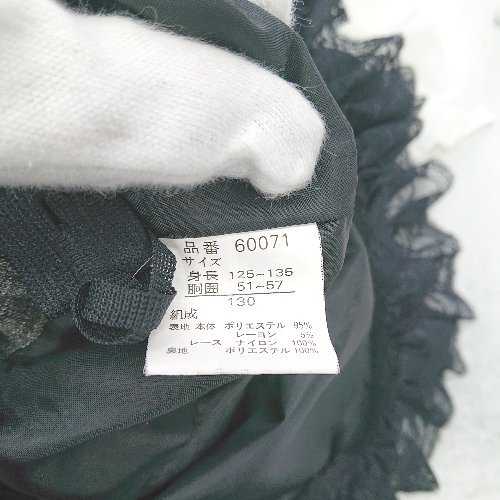 品番 60071
サイズ
身長 125-135
胴囲 51-57
130
組成
表地 本体 ポリエステル 95%
レーヨン 5%
レース ナイロン 100%
裏地 ポリエステル 100%